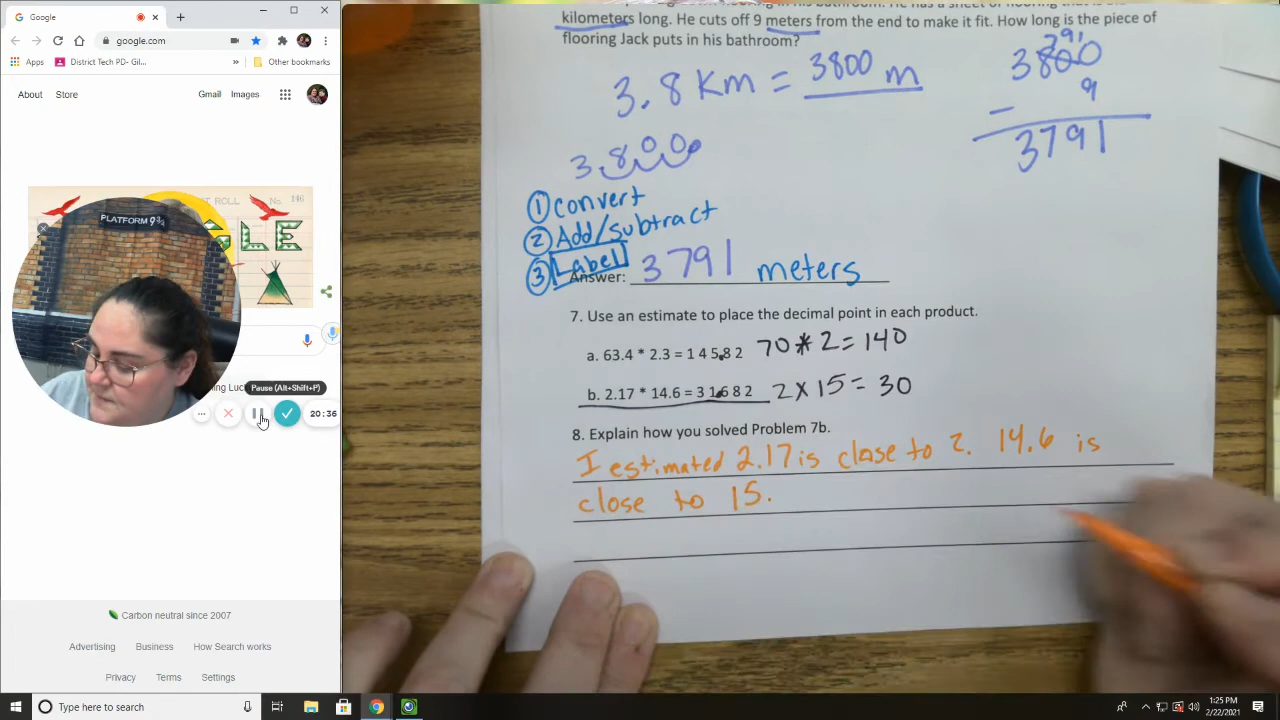 Google
google.com
Apps
District Tech PD- Gil...
»
Other bookmarks
About
Store
Gmail
Images
No. 146
PLATFORM 9 3/4
GLE
Pause (Alt+Shift+P)
20:36
Carbon neutral since 2007
Advertising
Business
How Search works
Privacy
Terms
Settings
kilometers long. He cuts off 9 meters from the end to make it fit. How long is the piece of
flooring Jack puts in his bathroom?
3.8 Km = 3800 m
3800
- 9
3791
3.800
① Convert
② Add/subtract
③ Label
Answer: 3791 meters
7. Use an estimate to place the decimal point in each product.
a. 63.4 * 2.3 = 1 4 5.8 2 70 * 2 = 140
b. 2.17 * 14.6 = 3 1.6 8 2 2 x 15 = 30
8. Explain how you solved Problem 7b.
I estimated 2.17 is close to 2. 14.6 is
close to 15.
Type here to search
1:25 PM
2/22/2021